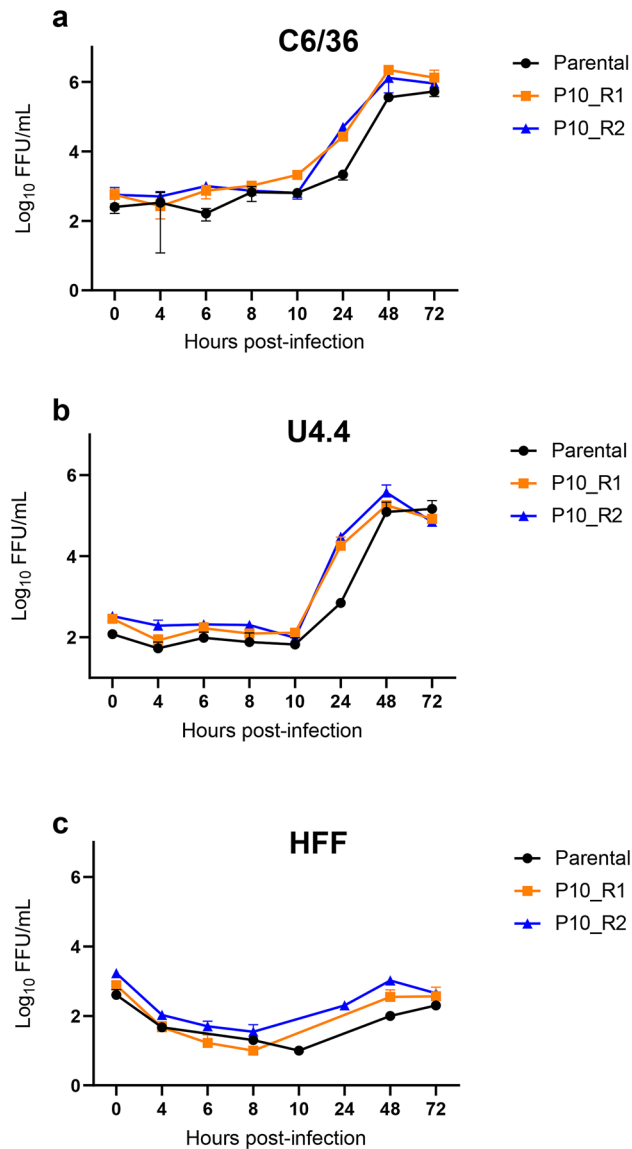 a
C6/36
Parental
P10_R1
P10_R2
Log10 FFU/mL
6
4
2
0
0 4 6 8 10 24 48 72
Hours post-infection
b
U4.4
Parental
P10_R1
P10_R2
Log10 FFU/mL
6
4
2
0 4 6 8 10 24 48 72
Hours post-infection
c
HFF
Parental
P10_R1
P10_R2
Log10 FFU/mL
6
4
2
0
0 4 6 8 10 24 48 72
Hours post-infection